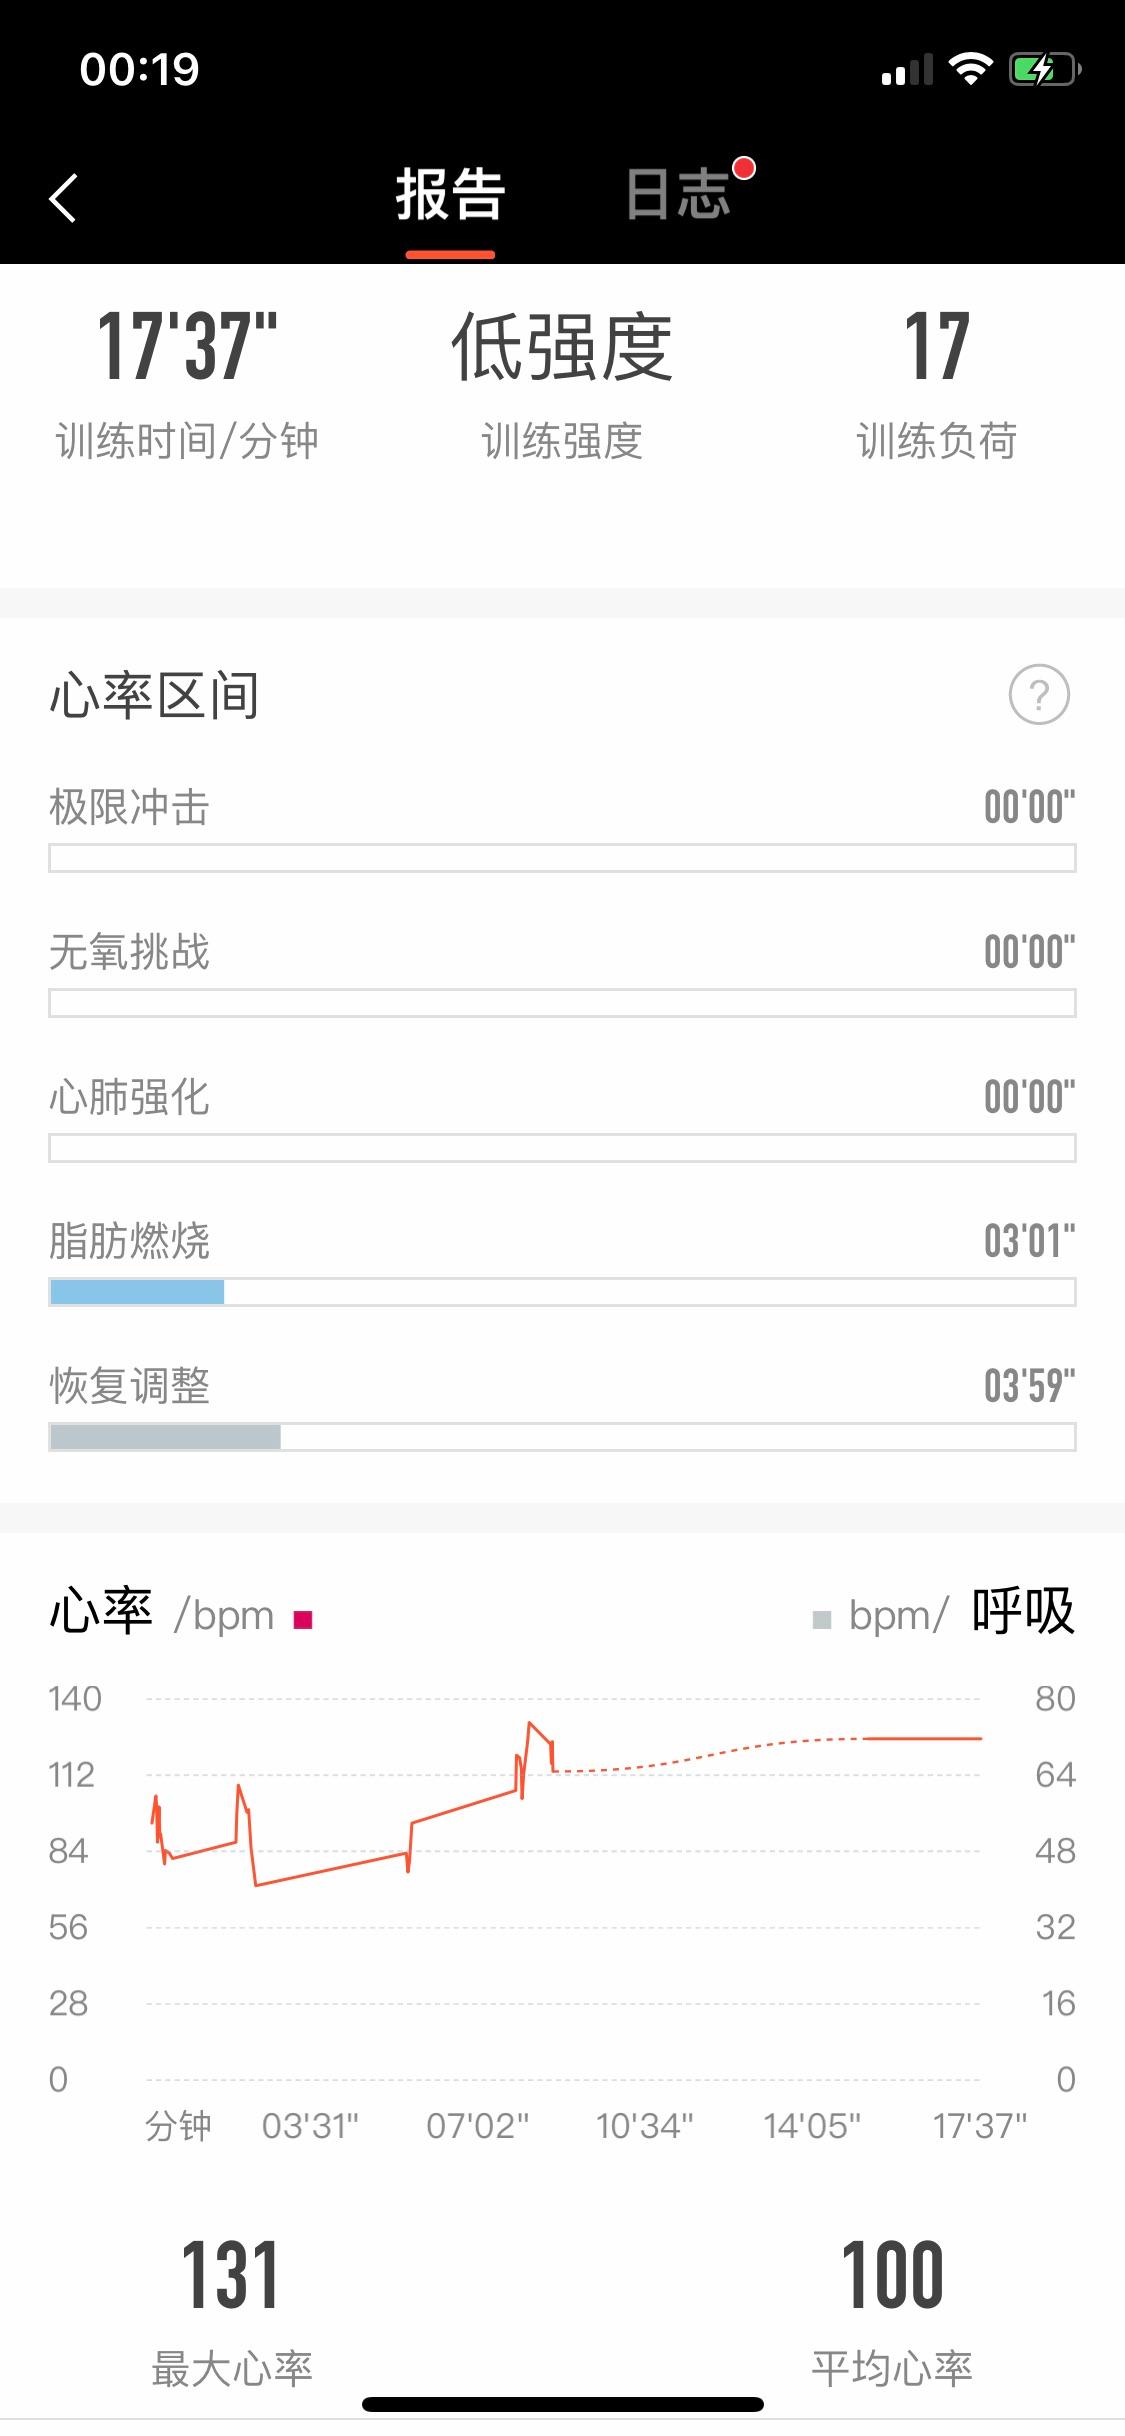 00:19
报告 日志
17'37" 低强度 17
训练时间/分钟 训练强度 训练负荷
心率区间 ?
极限冲击 00'00"
无氧挑战 00'00"
心肺强化 00'00"
脂肪燃烧 03'01"
恢复调整 03'59"
心率 /bpm bpm/ 呼吸
140 80
112 64
84 48
56 32
28 16
0 0
分钟 03'31" 07'02" 10'34" 14'05" 17'37"
131 100
最大心率 平均心率